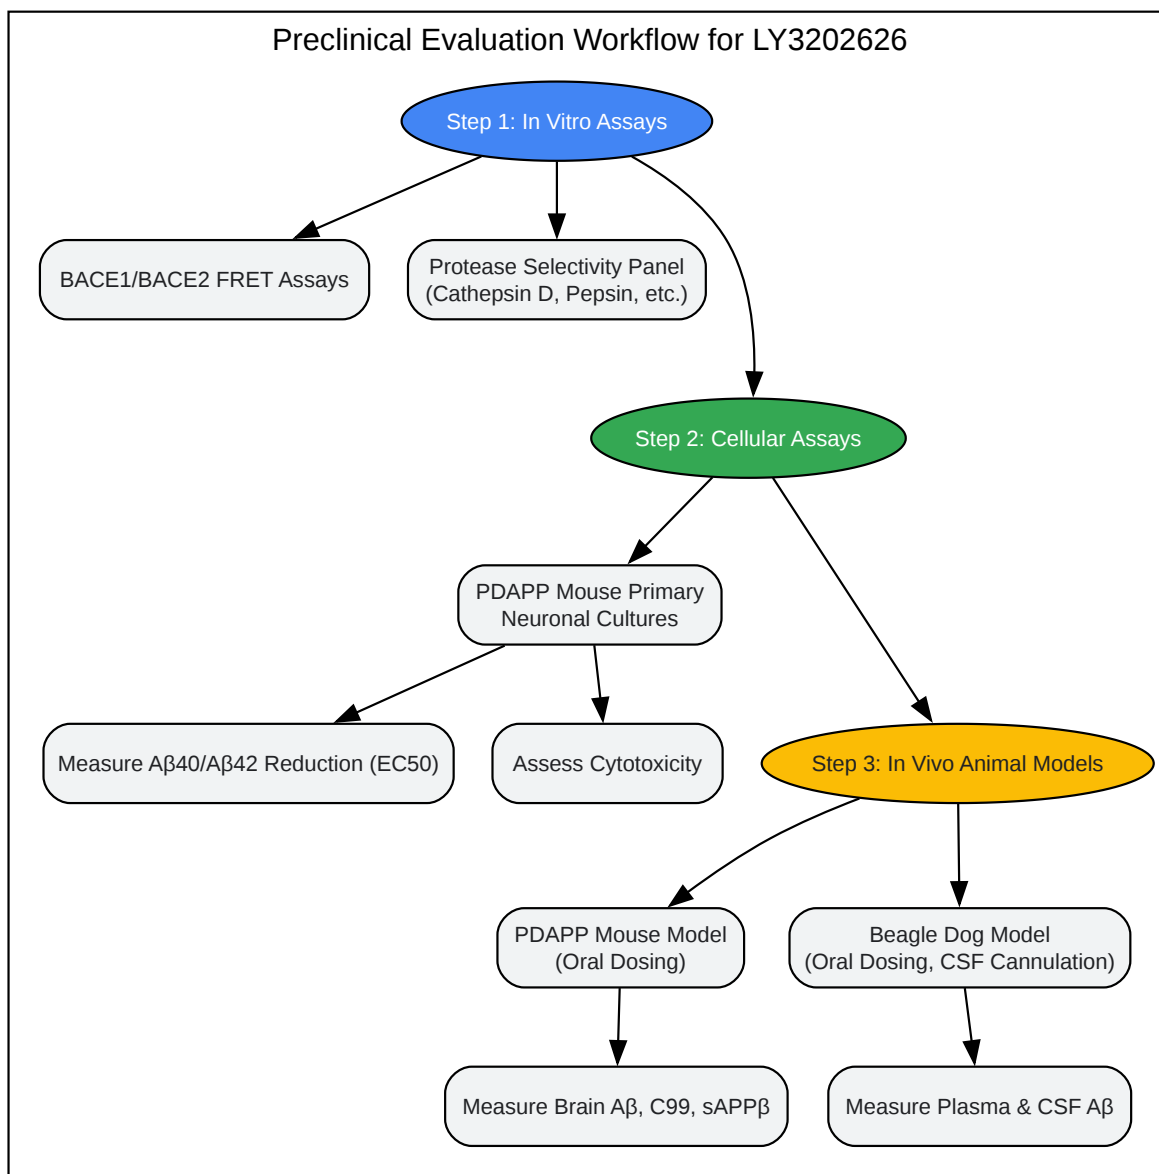 Preclinical Evaluation Workflow for LY3202626
Step 1: In Vitro Assays
BACE1/BACE2 FRET Assays
Protease Selectivity Panel
(Cathepsin D, Pepsin, etc.)
Step 2: Cellular Assays
PDAPP Mouse Primary
Neuronal Cultures
Measure Aβ40/Aβ42 Reduction (EC50)
Assess Cytotoxicity
Step 3: In Vivo Animal Models
PDAPP Mouse Model
(Oral Dosing)
Beagle Dog Model
(Oral Dosing, CSF Cannulation)
Measure Brain Aβ, C99, sAPPβ
Measure Plasma & CSF Aβ